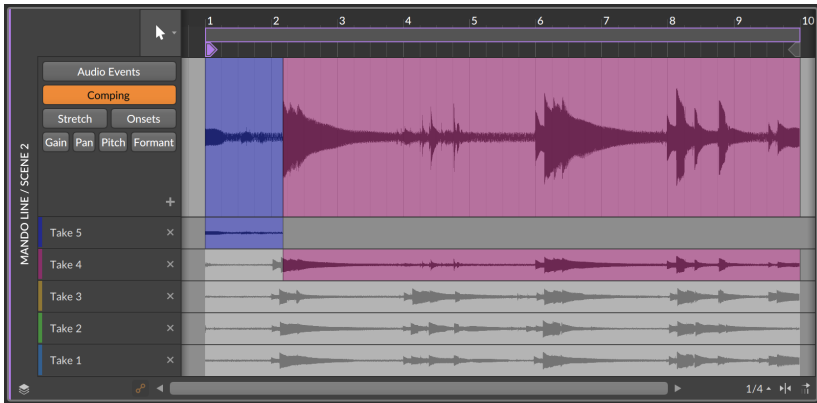 1 2 3 4 5 6 7 8 9 10
Audio Events
Comping
Stretch Onsets
Gain Pan Pitch Formant
MANDO LINE / SCENE 2
Take 5
Take 4
Take 3
Take 2
Take 1
1/4